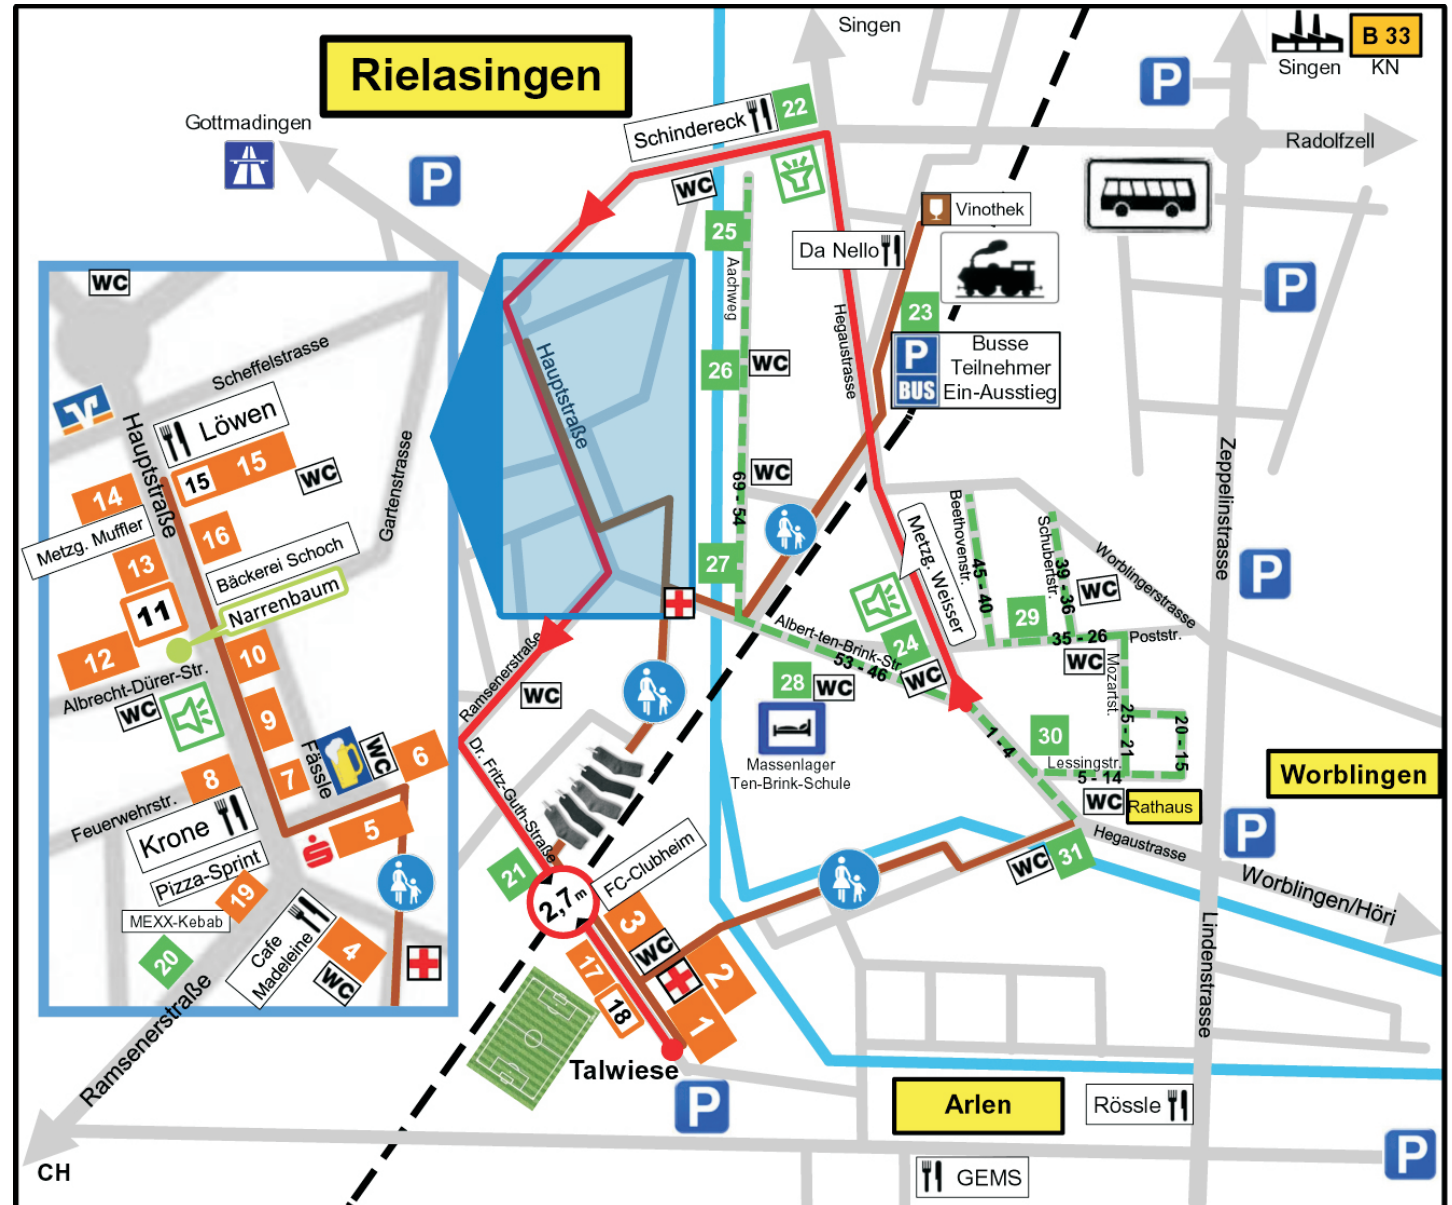 Singen
Singen
B 33
KN
Rielasingen
Gottmadingen
P
P
Schindereck
22
Radolfzell
WC
25
Vinothek
Da Nello
Aachweg
23
P
BUS
Busse
Teilnehmer
Ein-Ausstieg
P
Hegaustrasse
Hauptstraße
26
WC
WC
69 - 54
27
Zeppelinstrasse
P
Metzg. Weisser
Beethovenstr.
45 - 40
Schubertstr.
39 - 36
WC
Worblingerstrasse
29
35 - 26
Poststr.
WC
Mozartst.
25 - 21
20 - 15
Albert-ten-Brink-Str
53 - 46
24
WC
28
WC
Massenlager
Ten-Brink-Schule
1 - 4
30
Lessingstr.
5 - 14
WC
Rathaus
Worblingen
P
Hegaustrasse
Worblingen/Höri
WC
31
Lindenstrasse
WC
Scheffelstrasse
Hauptstraße
Löwen
15
15
WC
Gartenstrasse
14
Metzg. Muffler
16
13
Bäckerei Schoch
11
Narrenbaum
12
10
Albrecht-Dürer-Str.
WC
9
Fässle
WC
6
8
7
Feuerwehrstr.
Krone
5
Pizza-Sprint
19
MEXX-Kebab
20
Cafe
Madeleine
4
WC
Ramsenerstraße
CH
Ramsenerstraße
WC
Dr. Fritz-Guth-Straße
21
2,7 m
FC-Clubheim
3
WC
17
2
18
1
Talwiese
P
Arlen
Rössle
GEMS
P